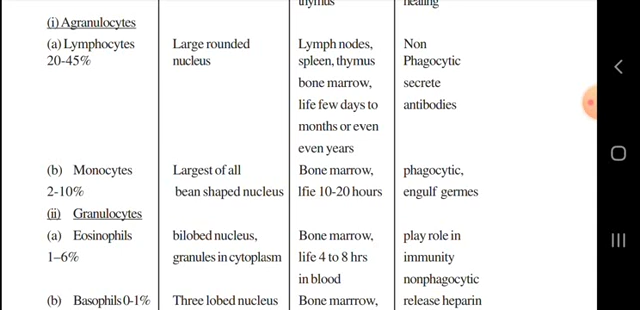 thymus healing
(i) Agranulocytes
(a) Lymphocytes Large rounded Lymph nodes, Non
20-45% nucleus spleen, thymus Phagocytic
bone marrow, secrete
life few days to antibodies
months or even
even years
(b) Monocytes Largest of all Bone marrow, phagocytic,
2-10% bean shaped nucleus lfie 10-20 hours engulf germes
(ii) Granulocytes
(a) Eosinophils bilobed nucleus, Bone marrow, play role in
1–6% granules in cytoplasm life 4 to 8 hrs immunity
in blood nonphagocytic
(b) Basophils 0-1% Three lobed nucleus Bone marrrow, release heparin